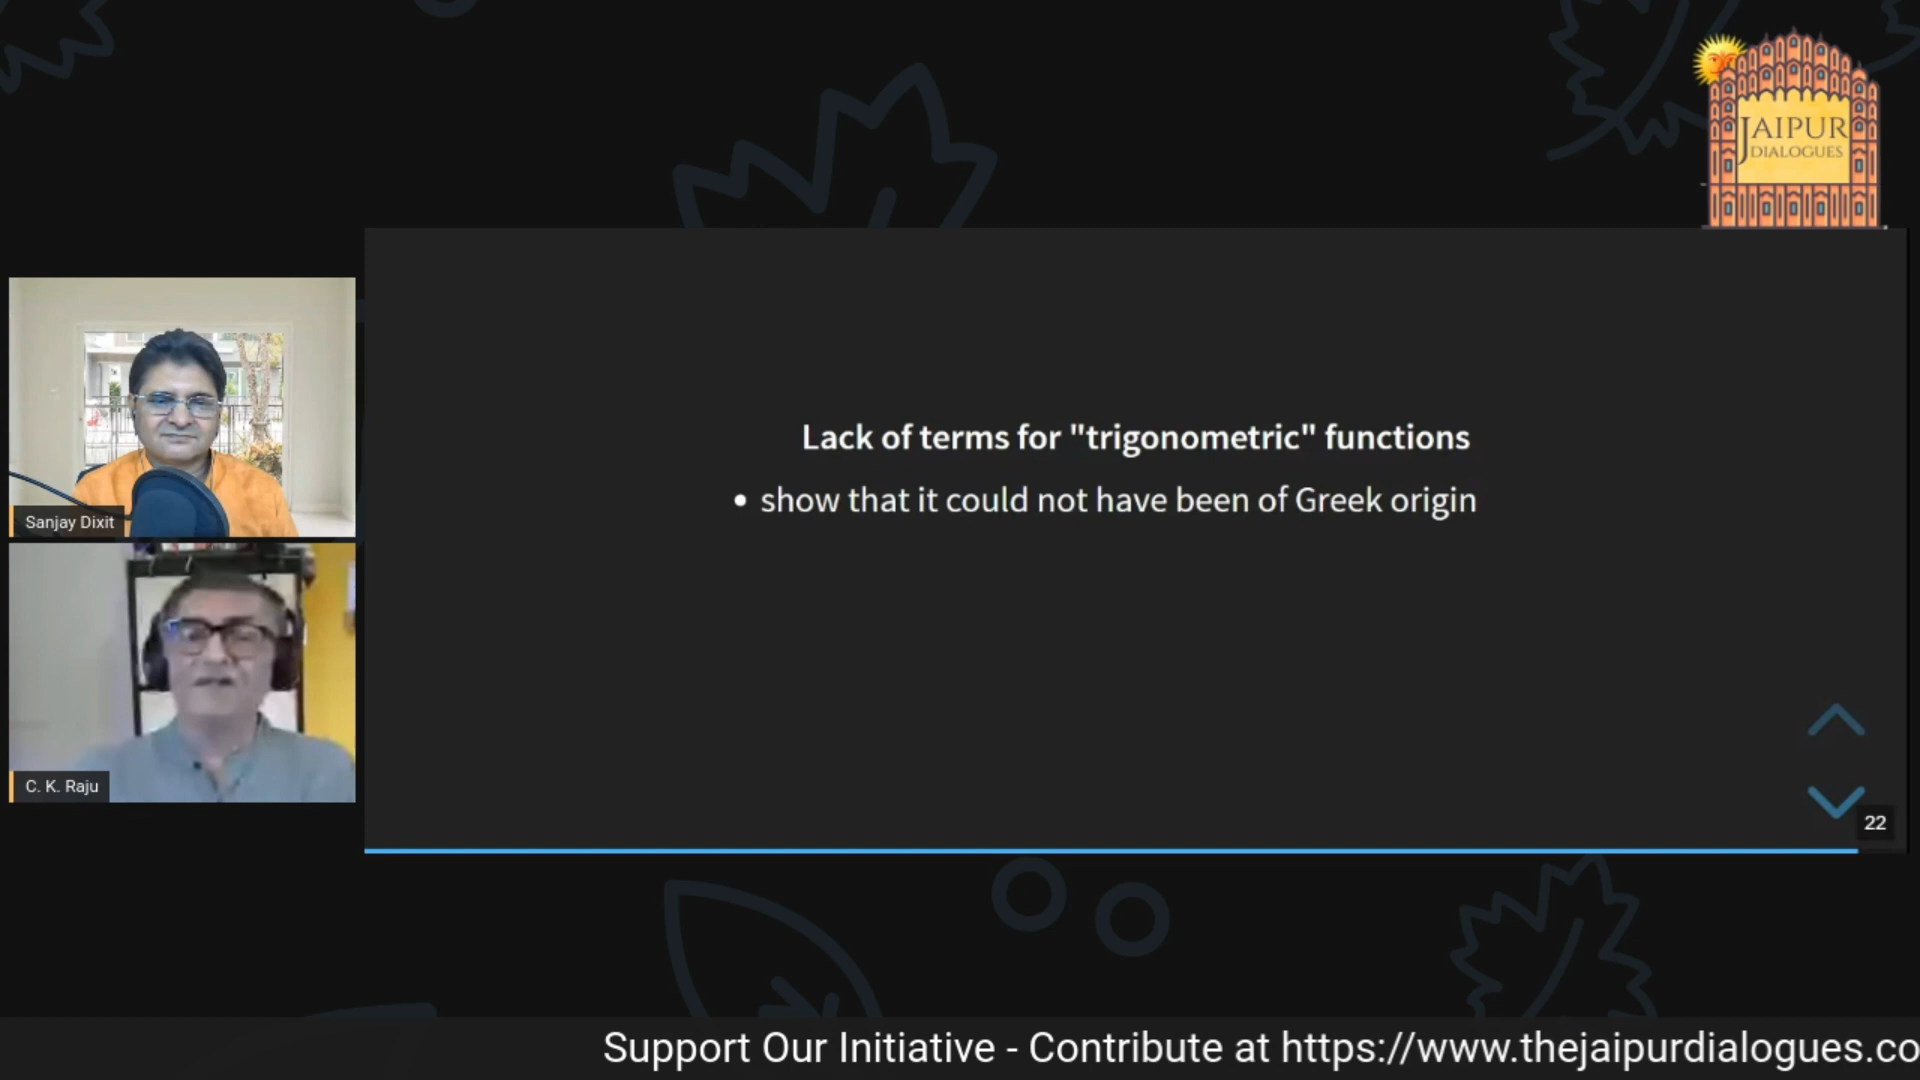 JAIPUR
DIALOGUES
Sanjay Dixit
C. K. Raju
Lack of terms for "trigonometric" functions
• show that it could not have been of Greek origin
22
Support Our Initiative - Contribute at https://www.thejaipurdialogues.co